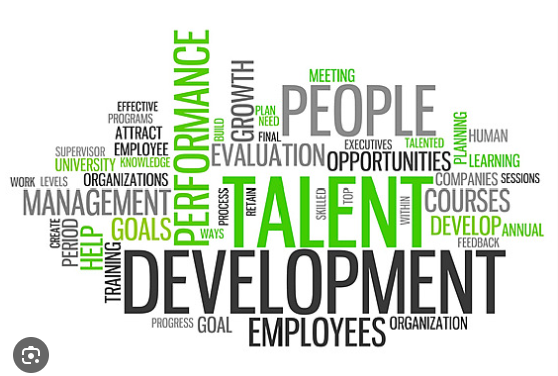 PERFORMANCE
GROWTH
MEETING
PEOPLE
EFFECTIVE
PROGRAMS
ATTRACT
EMPLOYEE
BUILD
PLAN
NEED
FINAL
EVALUATION
EXECUTIVES
TALENTED
OPPORTUNITIES
PLANNING
HUMAN
LEARNING
SUPERVISOR
UNIVERSITY
KNOWLEDGE
WORK
LEVELS
ORGANIZATIONS
MANAGEMENT
COMPANIES
SESSIONS
COURSES
PROCESS
RETAIN
TALENT
SKILLED
TOP
WITHIN
CREATE
PERIOD
HELP
GOALS
WAYS
DEVELOP
ANNUAL
FEEDBACK
TRAINING
DEVELOPMENT
PROGRESS
GOAL
EMPLOYEES
ORGANIZATION